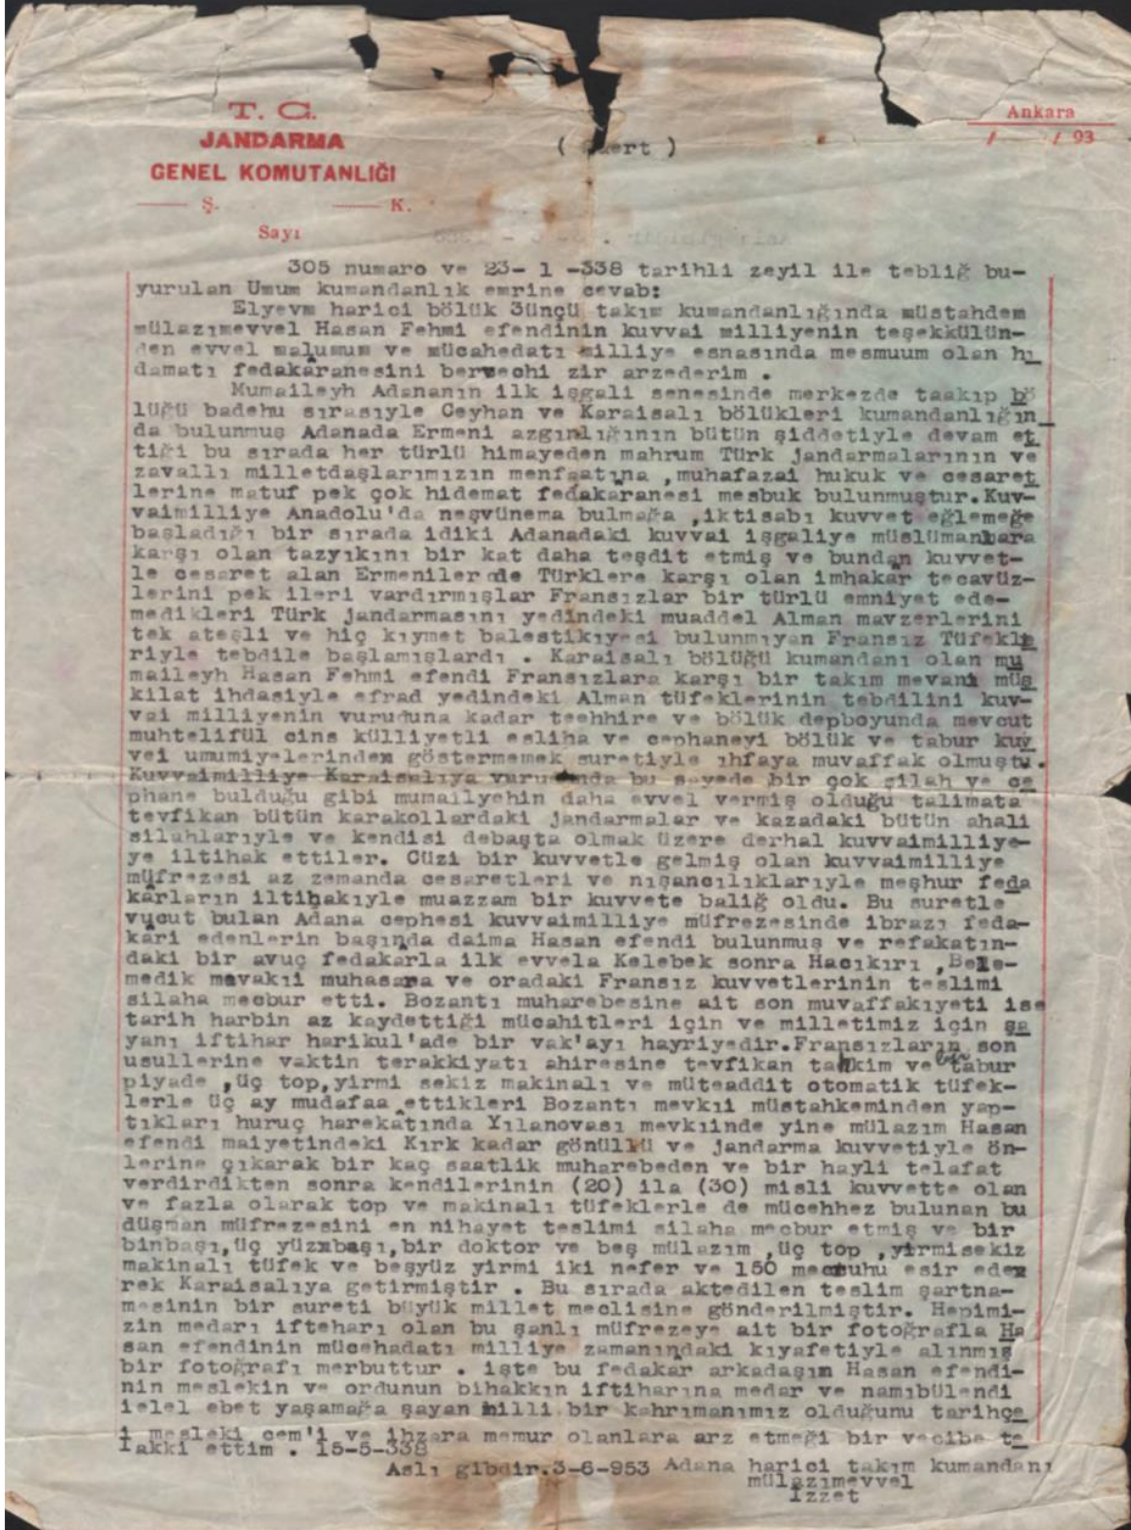 T. C.
JANDARMA
GENEL KOMUTANLIĞI
Ş. K.
Sayı
Ankara
/ / 93
305 numaro ve 23- 1 -338 tarihli zeyil ile tebliğ bu-
yurulan Umum kumandanlık emrine cevab:
Elyevm harici bölük 3ünçü takım kumandanlığında müstahdem
mülazımevvel Hasan Fehmi efendinin kuvvai milliyenin teşekkülün-
den evvel malumum ve mücahedatı milliye esnasında mesmuum olan hi
damatı fedakaranesini bervechi zir arzederim .
Mumaileyh Adananın ilk işgali senesinde merkezde taakıp bö
lüğü badehu sırasıyle Ceyhan ve Karaisalı bölükleri kumandanlığın
da bulunmuş Adanada Ermeni azgınlığının bütün şiddetiyle devam et
tiği bu sırada her türlü himayeden mahrum Türk jandarmalarının ve
zavallı milletdaşlarımızın menfaatına ,muhafazai hukuk ve cesaret
lerine matuf pek çok hidemat fedakaranesi mesbuk bulunmuştur.Kuv-
vaimilliye Anadolu'da neşvünema bulmağa ,iktisabı kuvvet eğlemeğe
başladığı bir sırada idiki Adanadaki kuvvai işgaliye müslümanlara
karşı olan tazyıkını bir kat daha teşdit etmiş ve bundan kuvvet-
le cesaret alan Ermeniler de Türklere karşı olan imhakar tecavüz-
lerini pek ileri vardırmışlar Fransızlar bir türlü emniyet ede-
medikleri Türk jandarmasını yedindeki muaddel Alman mavzerlerini
tek ateşli ve hiç kıymet balestikıyesi bulunmıyan Fransız Tüfekle
riyle tebdile başlamışlardı . Karaisalı bölüğü kumandanı olan mu
maileyh Hasan Fehmi efendi Fransızlara karşı bir takım mevani müş
kilat ihdasiyle efrad yedindeki Alman tüfeklerinin tebdilini kuv-
vai milliyenin vuruduna kadar teehhire ve bölük depboyunda mevcut
muhtelifül cins külliyetli esliha ve cephaneyi bölük ve tabur kuv
vei umumiyelerinden göstermemek suretiyle ihfaya muvaffak olmuştu.
Kuvvaimilliye Karaisalıya vurudunda bu sayede bir çok silah ve ce
phane bulduğu gibi mumailyehin daha evvel vermiş olduğu talimata
tevfikan bütün karakollardaki jandarmalar ve kazadaki bütün ahali
silahlarıyle ve kendisi debaşta olmak üzere derhal kuvvaimilliye-
ye iltihak ettiler. Cüzi bir kuvvetle gelmiş olan kuvvaimilliye
müfrezesi az zemanda cesaretleri ve nışancılıklarıyle meşhur feda
kârların iltihakıyle muazzam bir kuvvete baliğ oldu. Bu suretle
vücut bulan Adana cephesi kuvvaimilliye müfrezesinde ibrazı feda-
kâri edenlerin başında daima Hasan efendi bulunmuş ve refakatın-
daki bir avuç fedakarla ilk evvela Kelebek sonra Hacıkırı ,Bele-
medik mevakii muhasara ve oradaki Fransız kuvvetlerinin teslimi
silaha mecbur etti. Bozantı muharebesine ait son muvaffakıyeti ise
tarih harbin az kaydettiği mücahitleri için ve milletimiz için şa
yanı iftihar harikul'ade bir vak'ayı hayriyedir.Fransızların son
usullerine vaktin terakkiyatı ahiresine tevfikan tahkim ve bir tabur
piyade ,üç top,yirmi sekiz makinalı ve müteaddit otomatik tüfek-
lerle üç ay mudafaa ettikleri Bozantı mevkii müstahkeminden yap-
tıkları huruç harekatında Yılanovası mevkiinde yine mülazım Hasan
efendi maiyetindeki Kırk kadar gönüllü ve jandarma kuvvetiyle ön-
lerine çıkarak bir kaç saatlik muharebeden ve bir hayli telafat
verdirdikten sonra kendilerinin (20) ila (30) misli kuvvette olan
ve fazla olarak top ve makinalı tüfeklerle de mücehhez bulunan bu
düşman müfrezesini en nihayet teslimi silaha mecbur etmiş ve bir
binbaşı,üç yüzbaşı,bir doktor ve beş mülazım ,üç top ,yirmisekiz
makinalı tüfek ve beşyüz yirmi iki nefer ve 150 mecruhu esir ede
rek Karaisalıya getirmiştir . Bu sırada aktedilen teslim şartna-
mesinin bir sureti büyük millet meclisine gönderilmiştir. Hepimi-
zin medarı ifteharı olan bu şanlı müfrezeye ait bir fotoğrafla Ha
san efendinin mücehadatı milliye zamanındaki kıyafetiyle alınmış
bir fotoğrafı merbuttur . işte bu fedakar arkadaşım Hasan efendi-
nin meslekin ve ordunun bihakkın iftiharına medar ve namıbülendi
ielel ebet yaşamağa şayan milli bir kahrımanımız olduğunu tarihçe
i mesleki cem'i ve ihzara memur olanlara arz etmeği bir vecibe te
lakki ettim . 15-5-338
Aslı gibdir.3-6-953 Adana harici takım kumandanı
mülazımevvel
İzzet